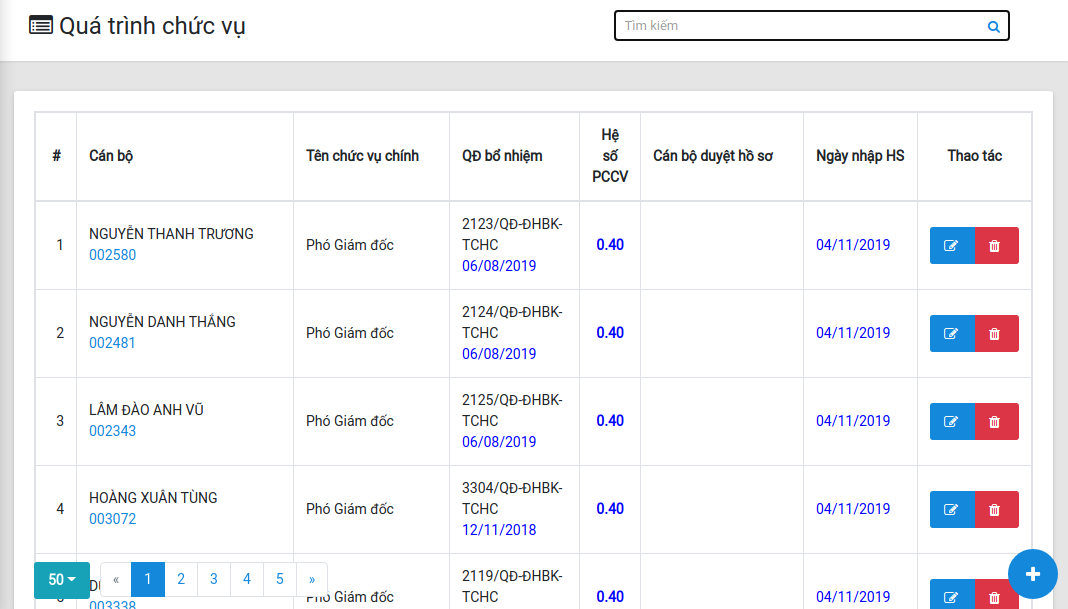 Quá trình chức vụ
Tìm kiếm
# Cán bộ Tên chức vụ chính QĐ bổ nhiệm Hệ số PCCV Cán bộ duyệt hồ sơ Ngày nhập HS Thao tác
1 NGUYỄN THANH TRƯƠNG
002580
Phó Giám đốc
2123/QĐ-ĐHBK-
TCHC
06/08/2019
0.40
04/11/2019
2 NGUYỄN DANH THẮNG
002481
Phó Giám đốc
2124/QĐ-ĐHBK-
TCHC
06/08/2019
0.40
04/11/2019
3 LÂM ĐÀO ANH VŨ
002343
Phó Giám đốc
2125/QĐ-ĐHBK-
TCHC
06/08/2019
0.40
04/11/2019
4 HOÀNG XUÂN TÙNG
003072
Phó Giám đốc
3304/QĐ-ĐHBK-
TCHC
12/11/2018
0.40
04/11/2019
003338
Phó Giám đốc
2119/QĐ-ĐHBK-
TCHC
0.40
04/11/2019
50 « 1 2 3 4 5 »